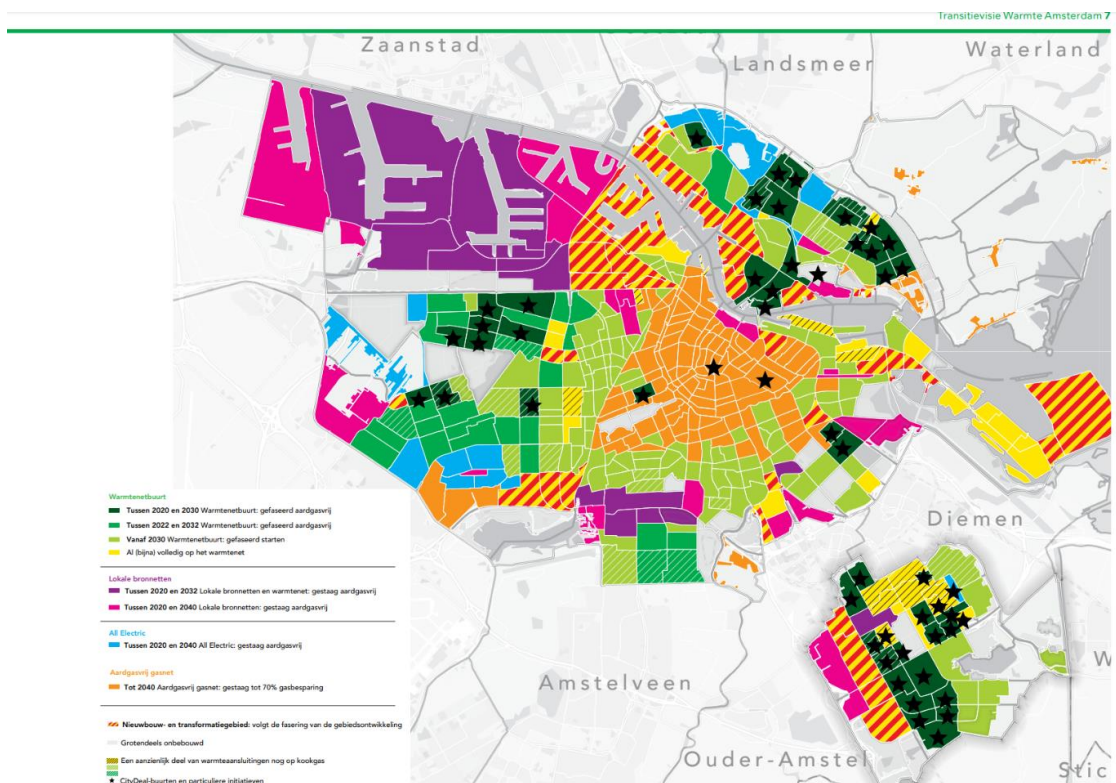 Transitievisie Warmte Amsterdam 7
Zaanstad
Landsmeer
Waterland
Diemen
Amstelveen
Ouder-Amstel
W
Stic
Warmtenetbuurt
Tussen 2020 en 2030 Warmtenetbuurt: gefaseerd aardgasvrij
Tussen 2022 en 2032 Warmtenetbuurt: gefaseerd aardgasvrij
Vanaf 2030 Warmtenetbuurt: gefaseerd starten
Al (bijna) volledig op het warmtenet
Lokale bronnetten
Tussen 2020 en 2032 Lokale bronnetten en warmtenet: gestaag aardgasvrij
Tussen 2020 en 2040 Lokale bronnetten: gestaag aardgasvrij
All Electric
Tussen 2020 en 2040 All Electric: gestaag aardgasvrij
Aardgasvrij gasnet
Tot 2040 Aardgasvrij gasnet: gestaag tot 70% gasbesparing
Nieuwbouw- en transformatiegebied: volgt de fasering van de gebiedsontwikkeling
Grotendeels onbebouwd
Een aanzienlijk deel van warmteaansluitingen nog op kookgas
CityDeal-buurten en particuliere initiatieven